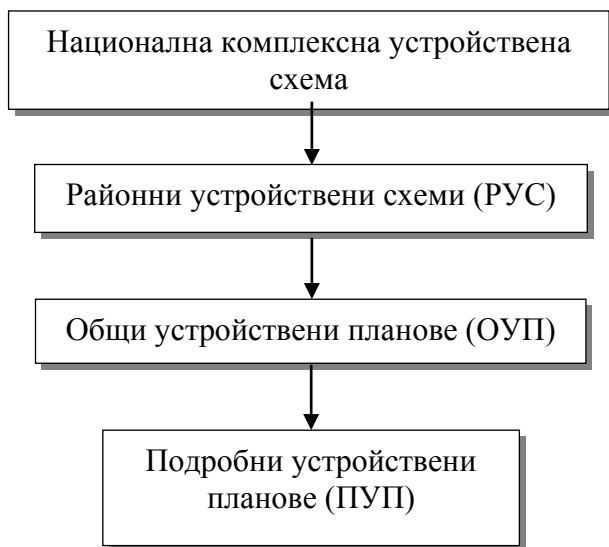 Национална комплексна устройствена
схема
Районни устройствени схеми (РУС)
Общи устройствени планове (ОУП)
Подробни устройствени
планове (ПУП)